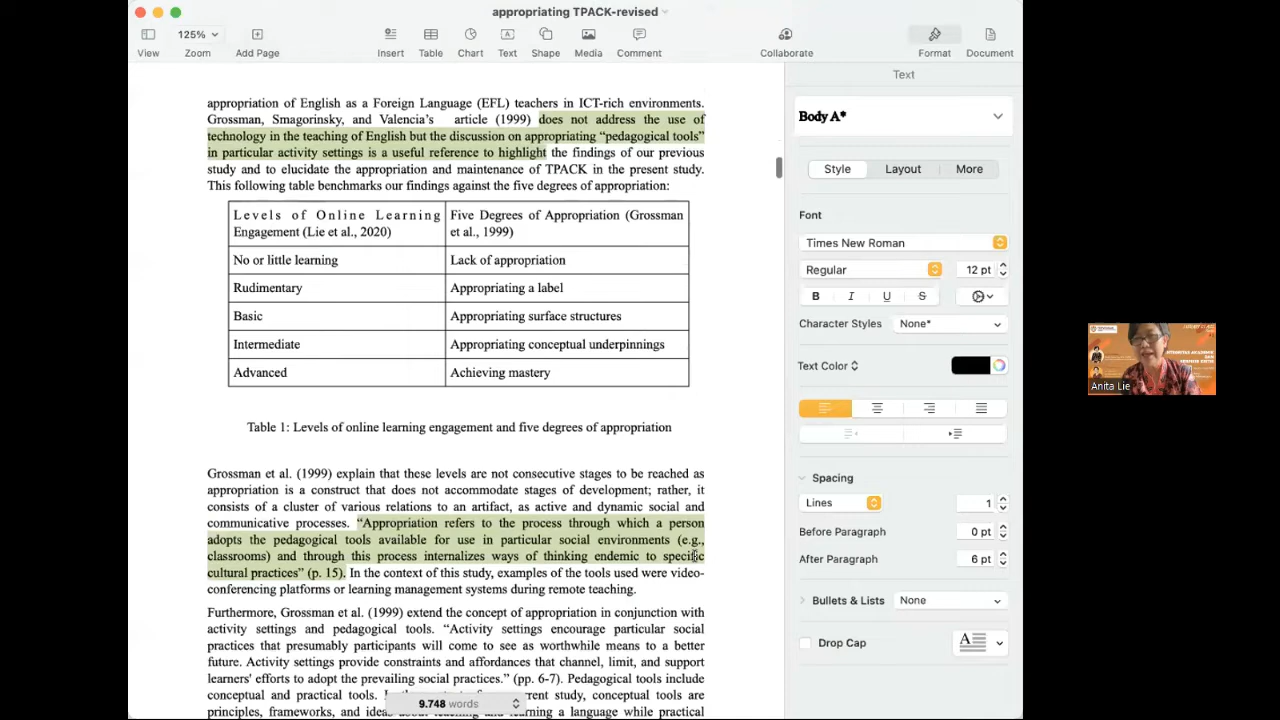 appropriating TPACK-revised
125%
View
Zoom
Add Page
Insert
Table
Chart
Text
Shape
Media
Comment
Collaborate
Format
Document
appropriation of English as a Foreign Language (EFL) teachers in ICT-rich environments.
Grossman, Smagorinsky, and Valencia's article (1999) does not address the use of
technology in the teaching of English but the discussion on appropriating "pedagogical tools"
in particular activity settings is a useful reference to highlight the findings of our previous
study and to elucidate the appropriation and maintenance of TPACK in the present study.
This following table benchmarks our findings against the five degrees of appropriation:
Levels of Online Learning
Engagement (Lie et al., 2020)
Five Degrees of Appropriation (Grossman
et al., 1999)
No or little learning
Lack of appropriation
Rudimentary
Appropriating a label
Basic
Appropriating surface structures
Intermediate
Appropriating conceptual underpinnings
Advanced
Achieving mastery
Table 1: Levels of online learning engagement and five degrees of appropriation
Grossman et al. (1999) explain that these levels are not consecutive stages to be reached as
appropriation is a construct that does not accommodate stages of development; rather, it
consists of a cluster of various relations to an artifact, as active and dynamic social and
communicative processes. "Appropriation refers to the process through which a person
adopts the pedagogical tools available for use in particular social environments (e.g.,
classrooms) and through this process internalizes ways of thinking endemic to specific
cultural practices" (p. 15). In the context of this study, examples of the tools used were video-
conferencing platforms or learning management systems during remote teaching.
Furthermore, Grossman et al. (1999) extend the concept of appropriation in conjunction with
activity settings and pedagogical tools. "Activity settings encourage particular social
practices that presumably participants will come to see as worthwhile means to a better
future. Activity settings provide constraints and affordances that channel, limit, and support
learners' efforts to adopt the prevailing social practices." (pp. 6-7). Pedagogical tools include
conceptual and practical tools. In the current study, conceptual tools are
principles, frameworks, and ideas about teaching and learning a language while practical
9.748 words
Text
Body A*
Style
Layout
More
Font
Times New Roman
Regular
12 pt
B I U S
Character Styles
None*
Text Color
Spacing
Lines
1
Before Paragraph
0 pt
After Paragraph
6 pt
Bullets & Lists
None
Drop Cap
A
Anita Lie